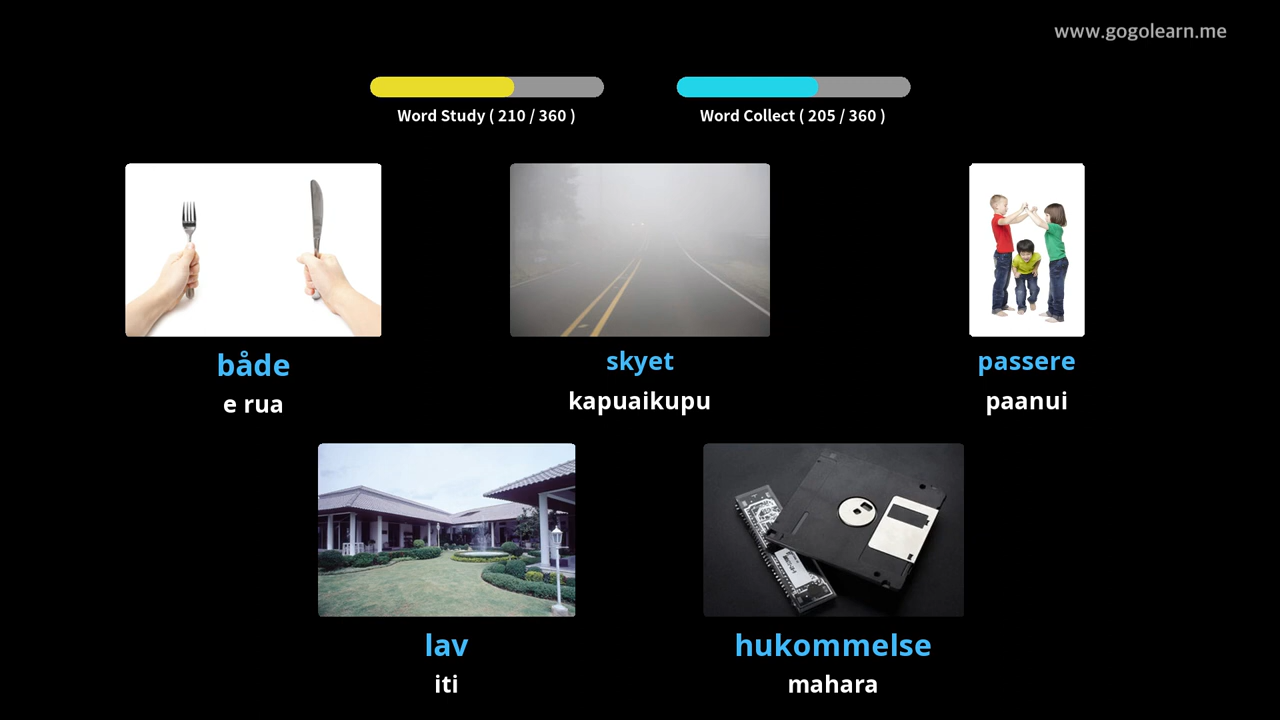 www.gogolearn.me
Word Study ( 210 / 360 )
Word Collect ( 205 / 360 )
både
e rua
skyet
kapuaikupu
passere
paanui
lav
iti
hukommelse
mahara